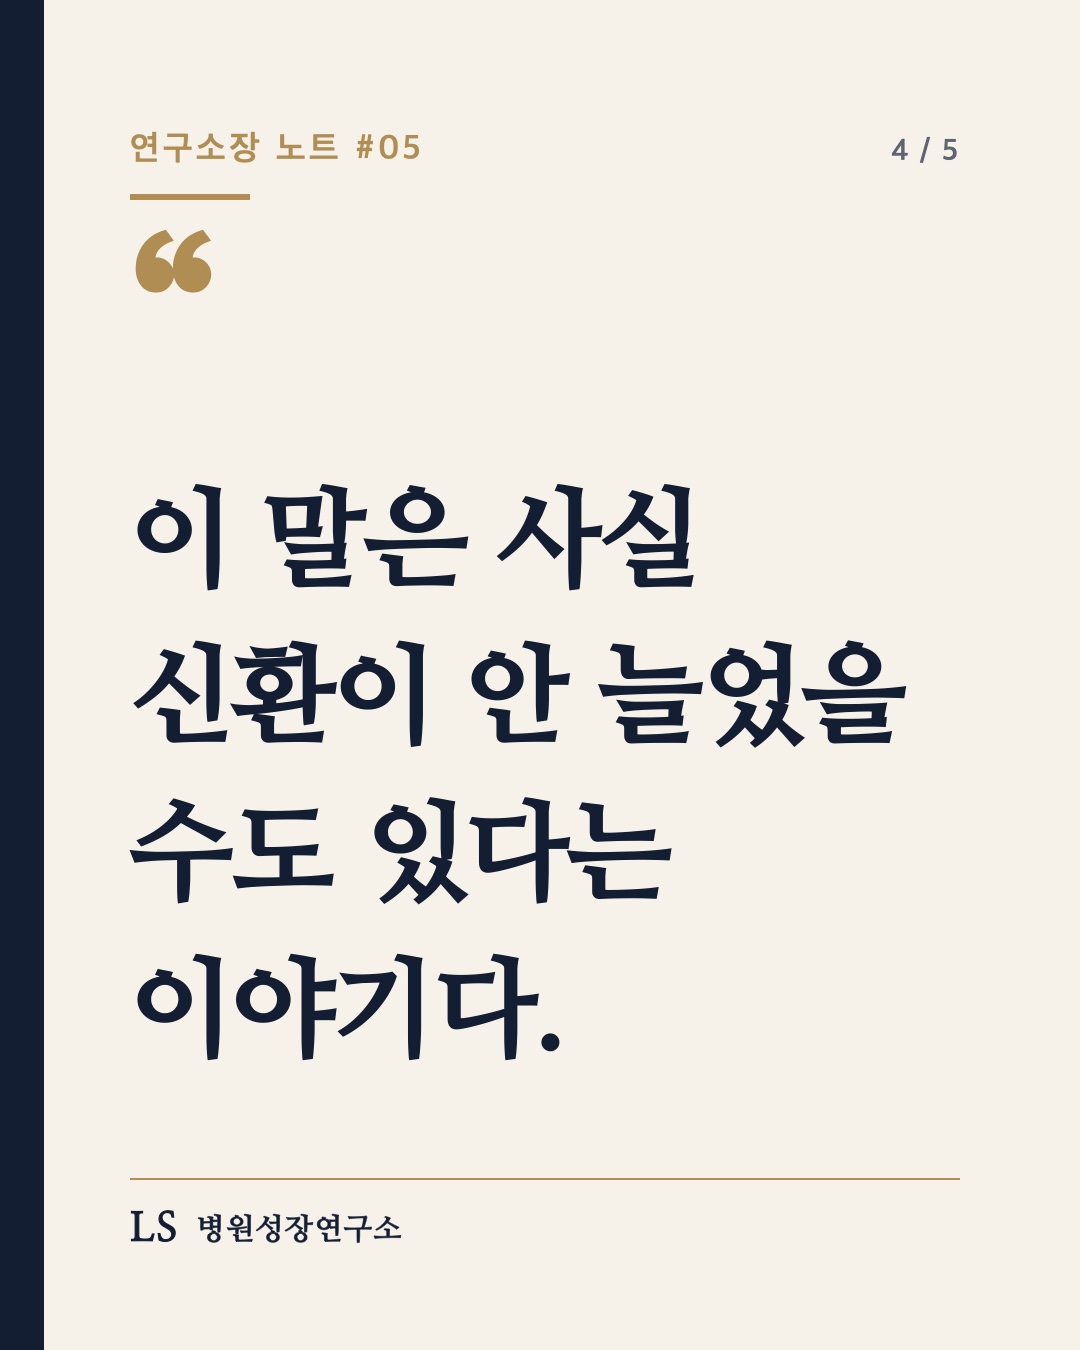 연구소장 노트 #05
4 / 5
“
이 말은 사실
신환이 안 늘었을
수도 있다는
이야기다.
LS 병원성장연구소